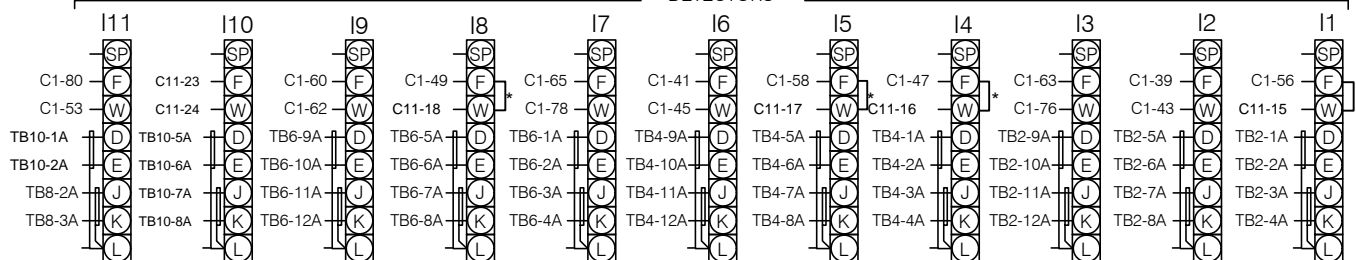 I11 I10 I9 I8 I7 I6 I5 I4 I3 I2 I1
SP SP SP SP SP SP SP SP SP SP SP
C1-80 F C11-23 F C1-60 F C1-49 F C1-65 F C1-41 F C1-58 F C1-47 F C1-63 F C1-39 F C1-56 F
* * *
C1-53 W C11-24 W C1-62 W C11-18 W C1-78 W C1-45 W C11-17 W C11-16 W C1-76 W C1-43 W C11-15 W
TB10-1A D TB10-5A D TB6-9A D TB6-5A D TB6-1A D TB4-9A D TB4-5A D TB4-1A D TB2-9A D TB2-5A D TB2-1A D
TB10-2A E TB10-6A E TB6-10A E TB6-6A E TB6-2A E TB4-10A E TB4-6A E TB4-2A E TB2-10A E TB2-6A E TB2-2A E
TB8-2A J TB10-7A J TB6-11A J TB6-7A J TB6-3A J TB4-11A J TB4-7A J TB4-3A J TB2-11A J TB2-7A J TB2-3A J
TB8-3A K TB10-8A K TB6-12A K TB6-8A K TB6-4A K TB4-12A K TB4-8A K TB4-4A K TB2-12A K TB2-8A K TB2-4A K
L L L L L L L L L L L